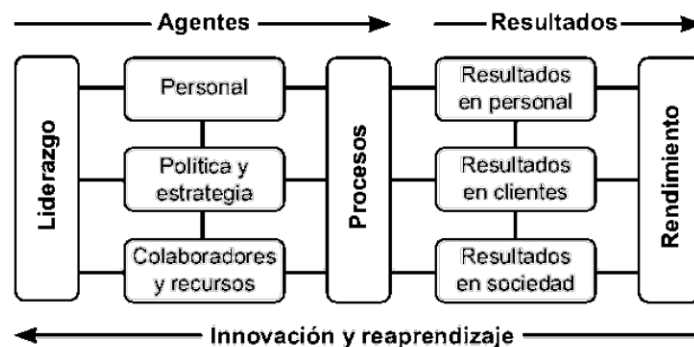 Agentes
Resultados
Liderazgo
Personal
Política y
estrategia
Colaboradores
y recursos
Procesos
Resultados
en personal
Resultados
en clientes
Resultados
en sociedad
Rendimiento
Innovación y reaprendizaje